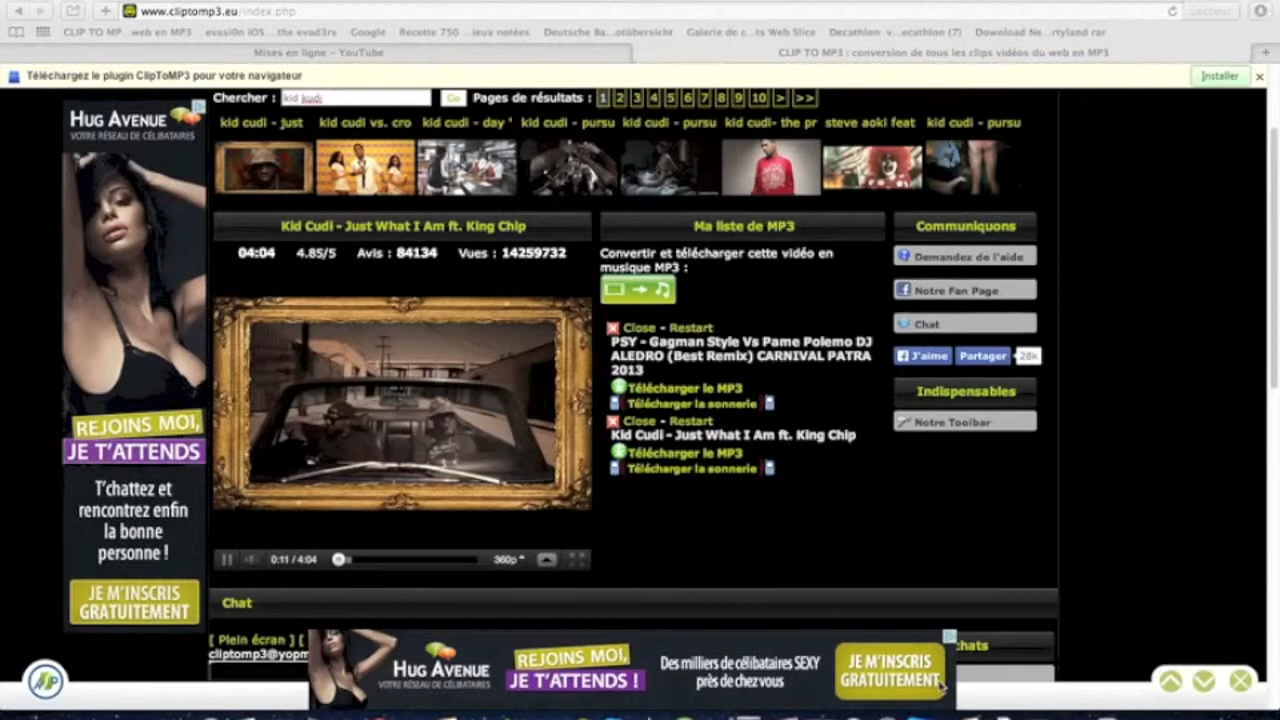 www.cliptomp3.eu/index.php
lecteur
CLIP TO MP...web en MP3 evasi0n iOS ...the evad3rs Google Recette 750 ...ieux notées Deutsche Ba...otübersicht Galerie de c...ts Web Slice Decathlon v...ecathlon (7) Download Ne...rtyland rar
Mises en ligne – YouTube CLIP TO MP3 : conversion de tous les clips vidéos du web en MP3
Téléchargez le plugin ClipToMP3 pour votre navigateur Installer
Chercher : kid kudi Go Pages de résultats : 1 2 3 4 5 6 7 8 9 10 > >>
kid cudi - just kid cudi vs. cro kid cudi - day ' kid cudi - pursu kid cudi - pursu kid cudi- the pr steve aoki feat kid cudi - pursu
HUG AVENUE
VOTRE RÉSEAU DE CÉLIBATAIRES
REJOINS MOI,
JE T'ATTENDS
T'chattez et
rencontrez enfin
la bonne
personne !
JE M'INSCRIS
GRATUITEMENT
Kid Cudi - Just What I Am ft. King Chip
04:04 4.85/5 Avis : 84134 Vues : 14259732
0:11 / 4:04 360p
Ma liste de MP3
Convertir et télécharger cette vidéo en
musique MP3 :
Close - Restart
PSY - Gagman Style Vs Pame Polemo DJ
ALEDRO (Best Remix) CARNIVAL PATRA
2013
Télécharger le MP3
Télécharger la sonnerie
Close - Restart
Kid Cudi - Just What I Am ft. King Chip
Télécharger le MP3
Télécharger la sonnerie
Communiquons
Demandez de l'aide
Notre Fan Page
Chat
J'aime Partager 28k
Indispensables
Notre Toolbar
Chat
[ Plein écran ] [
cliptomp3@yopm
chats
HUG AVENUE
VOTRE RÉSEAU DE CÉLIBATAIRES
REJOINS MOI,
JE T'ATTENDS !
Des milliers de célibataires SEXY
près de chez vous
JE M'INSCRIS
GRATUITEMENT